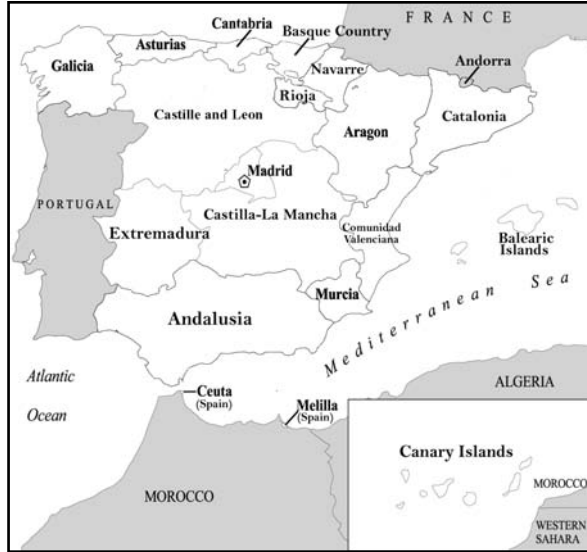 FRANCE
Cantabria
Basque Country
Asturias
Galicia
Andorra
Navarre
Rioja
Castille and Leon
Catalonia
Aragon
Madrid
PORTUGAL
Castilla-La Mancha
Extremadura
Comunidad
Valenciana
Balearic
Islands
Murcia
Andalusia
Mediterranean Sea
Atlantic
Ocean
Ceuta
(Spain)
Melilla
(Spain)
ALGERIA
MOROCCO
Canary Islands
MOROCCO
WESTERN
SAHARA